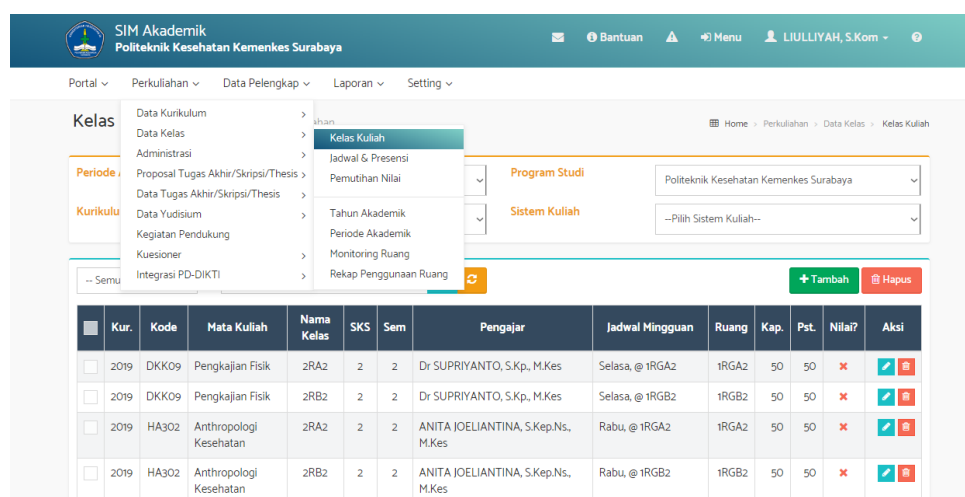 SIM Akademik
Politeknik Kesehatan Kemenkes Surabaya
Bantuan
Menu
LIULLIYAH, S.Kom
Portal Perkuliahan Data Pelengkap Laporan Setting
Kelas
Home > Perkuliahan > Data Kelas > Kelas Kuliah
Data Kurikulum >
Data Kelas >
Administrasi >
Proposal Tugas Akhir/Skripsi/Thesis >
Data Tugas Akhir/Skripsi/Thesis >
Data Yudisium >
Kegiatan Pendukung
Kuesioner >
Integrasi PD-DIKTI >
Kelas Kuliah
Jadwal & Presensi
Pemutihan Nilai
Tahun Akademik
Periode Akademik
Monitoring Ruang
Rekap Penggunaan Ruang
Periode
Program Studi
Politeknik Kesehatan Kemenkes Surabaya
Sistem Kuliah
--Pilih Sistem Kuliah--
+ Tambah
Hapus
Kur. Kode Mata Kuliah Nama Kelas SKS Sem Pengajar Jadwal Mingguan Ruang Kap. Pst. Nilai? Aksi
2019 DKK09 Pengkajian Fisik 2RA2 2 2 Dr SUPRIYANTO, S.Kp., M.Kes Selasa, @ 1RGA2 1RGA2 50 50
2019 DKK09 Pengkajian Fisik 2RB2 2 2 Dr SUPRIYANTO, S.Kp., M.Kes Selasa, @ 1RGB2 1RGB2 50 50
2019 HA302 Anthropologi Kesehatan 2RA2 2 2 ANITA JOELIANTINA, S.Kep.Ns., M.Kes Rabu, @ 1RGA2 1RGA2 50 50
2019 HA302 Anthropologi Kesehatan 2RB2 2 2 ANITA JOELIANTINA, S.Kep.Ns., M.Kes Rabu, @ 1RGB2 1RGB2 50 50